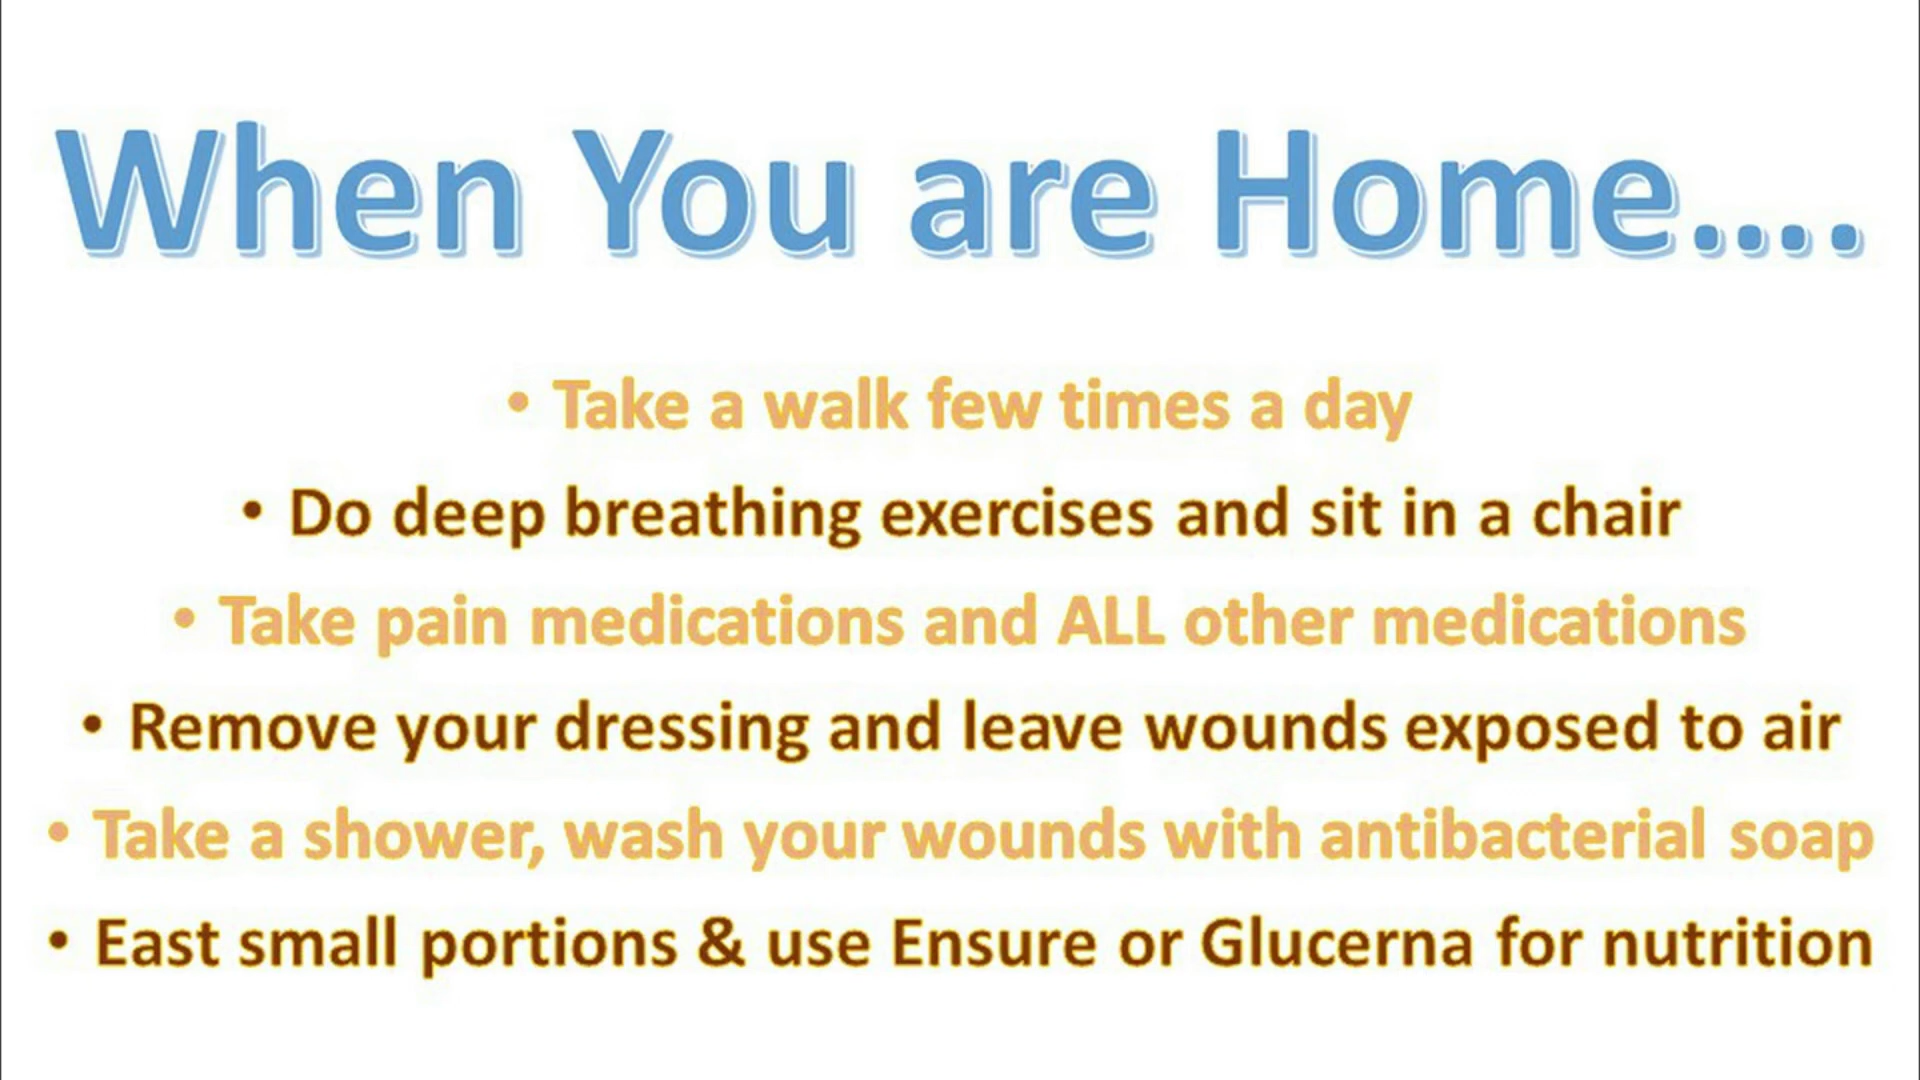 When You are Home....
• Take a walk few times a day
• Do deep breathing exercises and sit in a chair
• Take pain medications and ALL other medications
• Remove your dressing and leave wounds exposed to air
• Take a shower, wash your wounds with antibacterial soap
• East small portions & use Ensure or Glucerna for nutrition